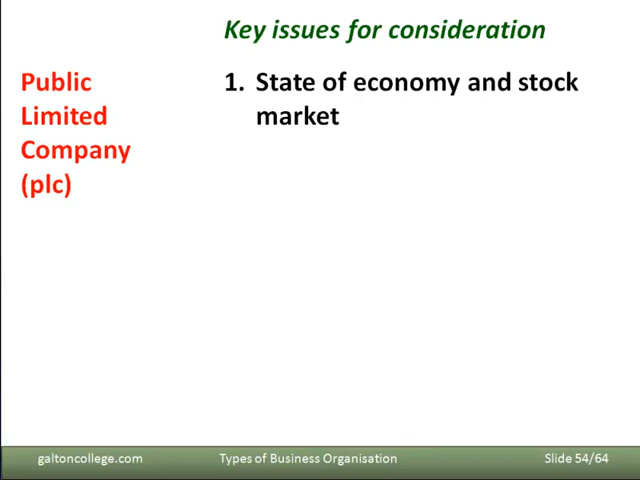 Key issues for consideration
Public
Limited
Company
(plc)
1. State of economy and stock
market
galtoncollege.com
Types of Business Organisation
Slide 54/64